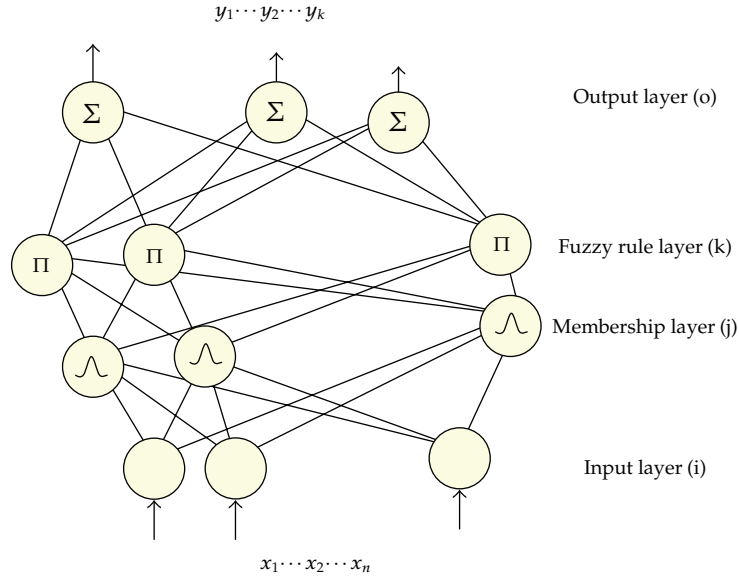 y₁⋯y₂⋯yₖ
Σ Σ Σ Output layer (o)
Π Π Π Fuzzy rule layer (k)
Membership layer (j)
Input layer (i)
x₁⋯x₂⋯xₙ